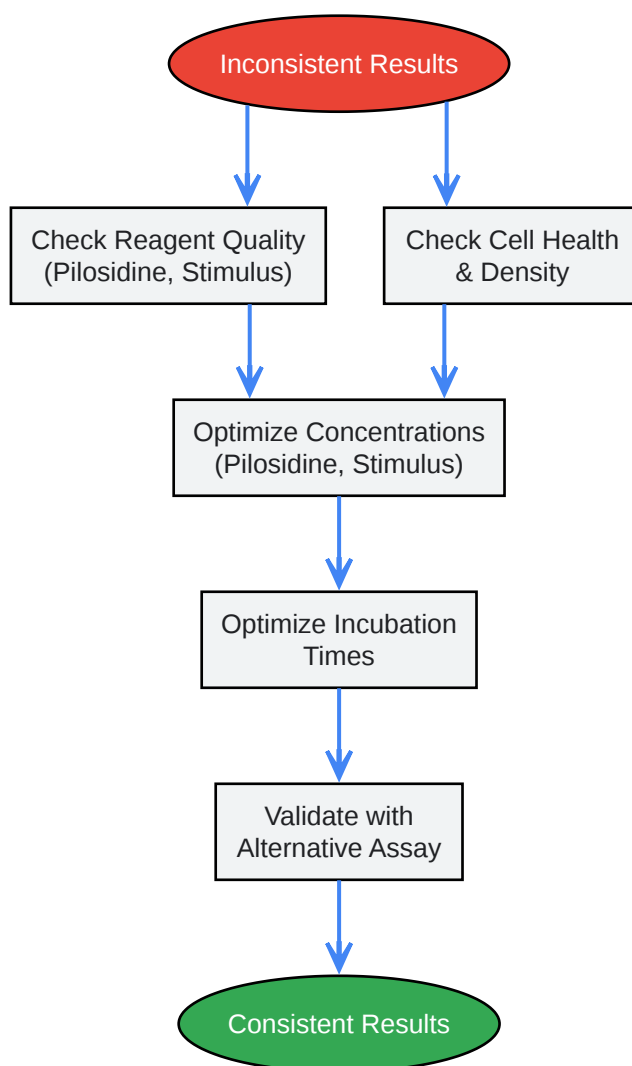 Inconsistent Results
Check Reagent Quality
(Pilosidine, Stimulus)
Check Cell Health
& Density
Optimize Concentrations
(Pilosidine, Stimulus)
Optimize Incubation
Times
Validate with
Alternative Assay
Consistent Results